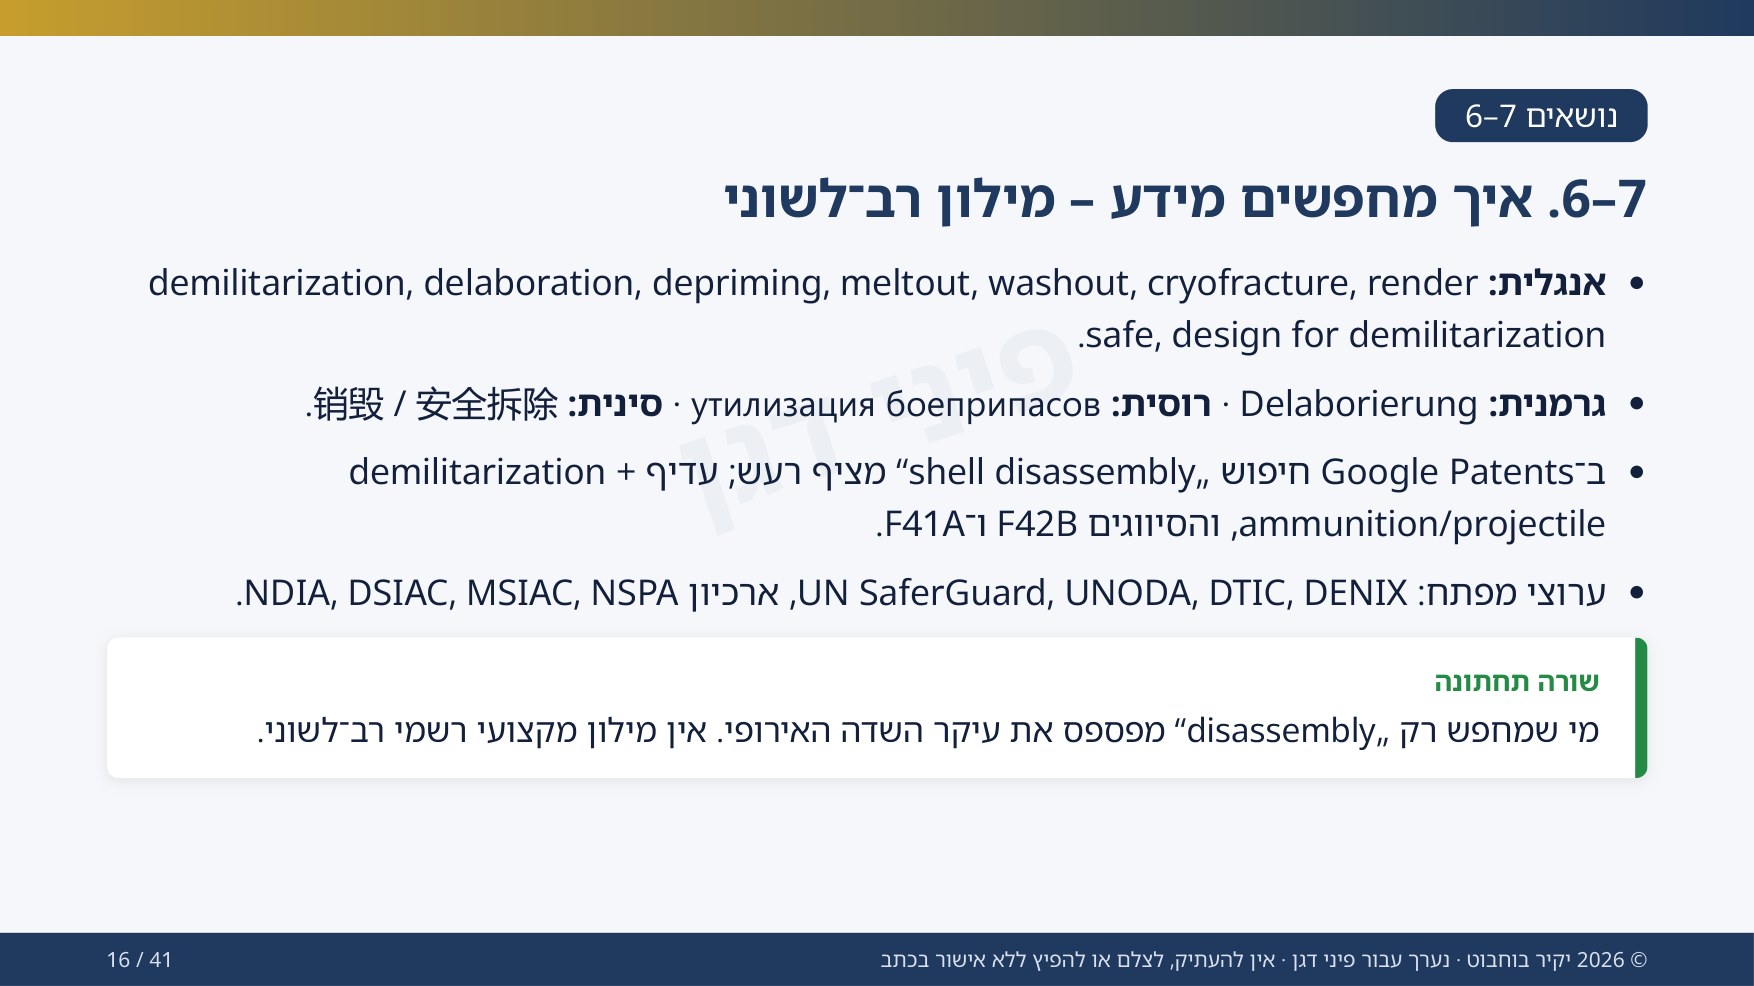 נושאים 6–7
6–7. איך מחפשים מידע – מילון רב־לשוני
• אנגלית: demilitarization, delaboration, depriming, meltout, washout, cryofracture, render
safe, design for demilitarization.
• גרמנית: Delaborierung · רוסית: утилизация боеприпасов · סינית: 销毁 / 安全拆除.
• ב־Google Patents חיפוש „shell disassembly“ מציף רעש; עדיף demilitarization +
ammunition/projectile, והסיווגים F42B ו־F41A.
• ערוצי מפתח: UN SaferGuard, UNODA, DTIC, DENIX, ארכיון NDIA, DSIAC, MSIAC, NSPA.
פיני דגן
שורה תחתונה
מי שמחפש רק „disassembly“ מפספס את עיקר השדה האירופי. אין מילון מקצועי רשמי רב־לשוני.
© 2026 יקיר בוחבוט · נערך עבור פיני דגן · אין להעתיק, לצלם או להפיץ ללא אישור בכתב
16 / 41